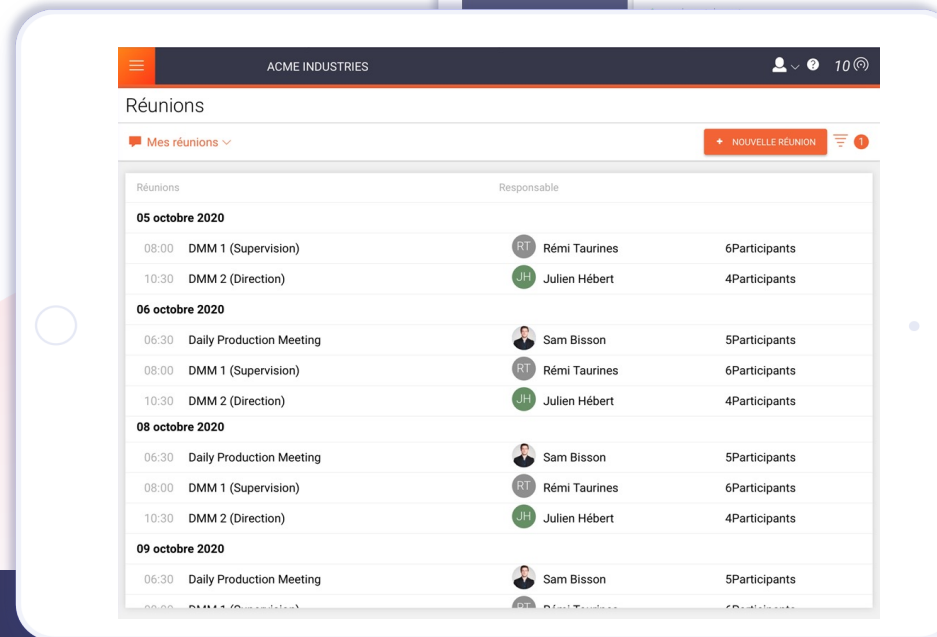 ACME INDUSTRIES ? 10
Réunions
Mes réunions + NOUVELLE RÉUNION 1
Réunions Responsable
05 octobre 2020
08:00 DMM 1 (Supervision) RT Rémi Taurines 6Participants
10:30 DMM 2 (Direction) JH Julien Hébert 4Participants
06 octobre 2020
06:30 Daily Production Meeting Sam Bisson 5Participants
08:00 DMM 1 (Supervision) RT Rémi Taurines 6Participants
10:30 DMM 2 (Direction) JH Julien Hébert 4Participants
08 octobre 2020
06:30 Daily Production Meeting Sam Bisson 5Participants
08:00 DMM 1 (Supervision) RT Rémi Taurines 6Participants
10:30 DMM 2 (Direction) JH Julien Hébert 4Participants
09 octobre 2020
06:30 Daily Production Meeting Sam Bisson 5Participants